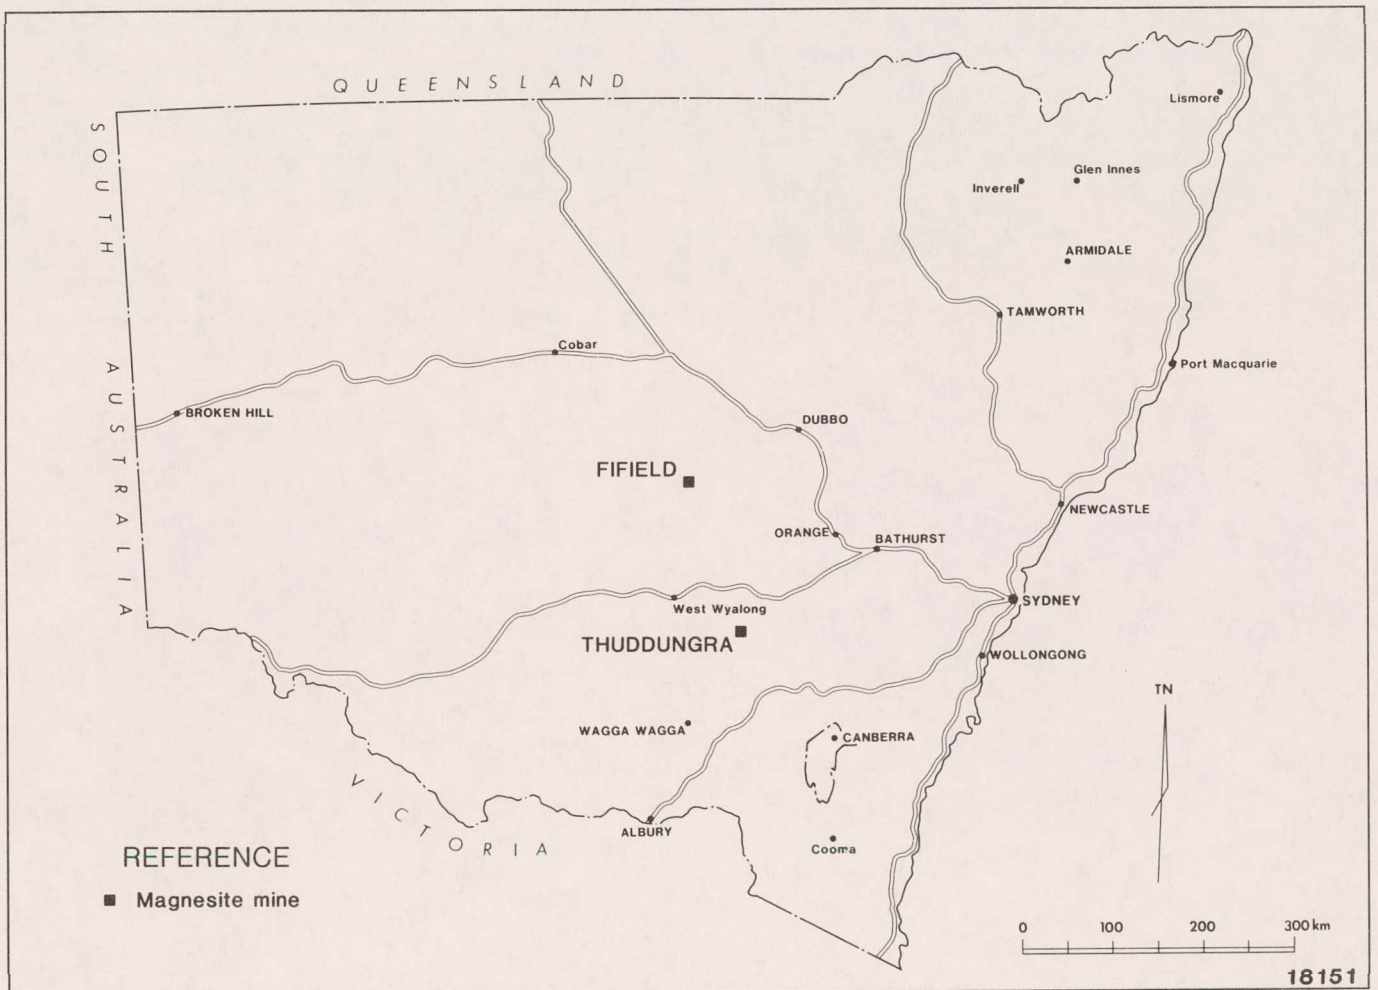 QUEENSLAND
SOUTH AUSTRALIA
Lismore
Glen Innes
Inverell
ARMIDALE
TAMWORTH
Cobar
Port Macquarie
BROKEN HILL
DUBBO
FIFIELD
NEWCASTLE
ORANGE
BATHURST
West Wyalong
SYDNEY
THUDDUNGRA
WOLLONGONG
TN
WAGGA WAGGA
CANBERRA
VICTORIA
ALBURY
Cooma
REFERENCE
Magnesite mine
0 100 200 300 km
18151